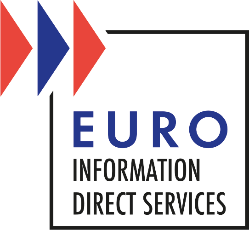 EURO
INFORMATION
DIRECT SERVICES